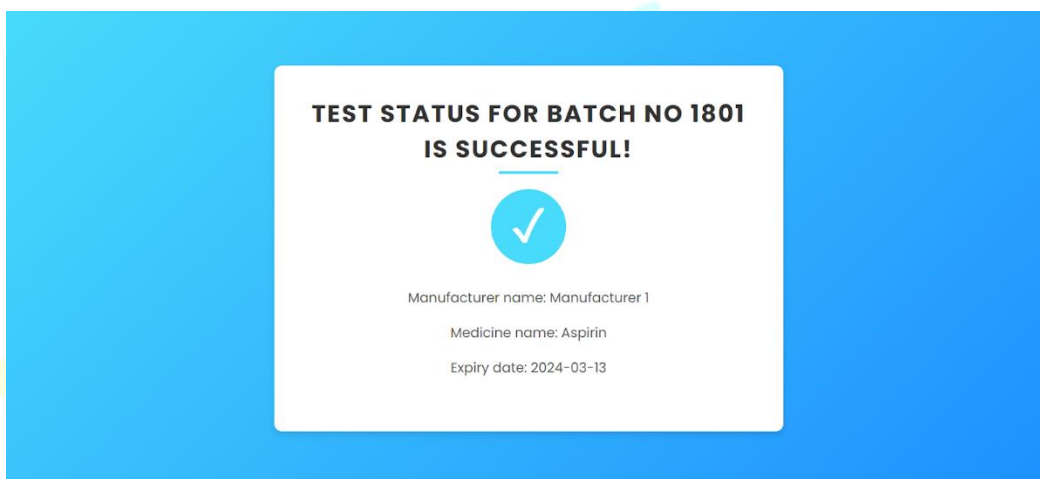 TEST STATUS FOR BATCH NO 1801
IS SUCCESSFUL!
Manufacturer name: Manufacturer 1
Medicine name: Aspirin
Expiry date: 2024-03-13